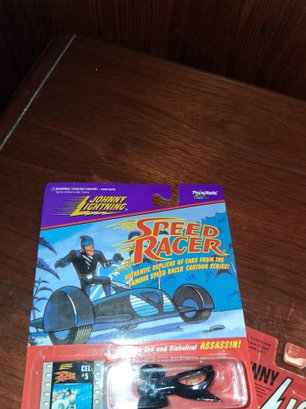 WARNING: CHOKING HAZARD - small parts.
JOHNNY
LIGHTNING
Playing Mantis
SPEED
RACER
AUTHENTIC REPLICAS OF CARS FROM THE
FAMOUS SPEED RACER CARTOON SERIES!
Evil and Diabolical ASSASSIN!
CEL
#5